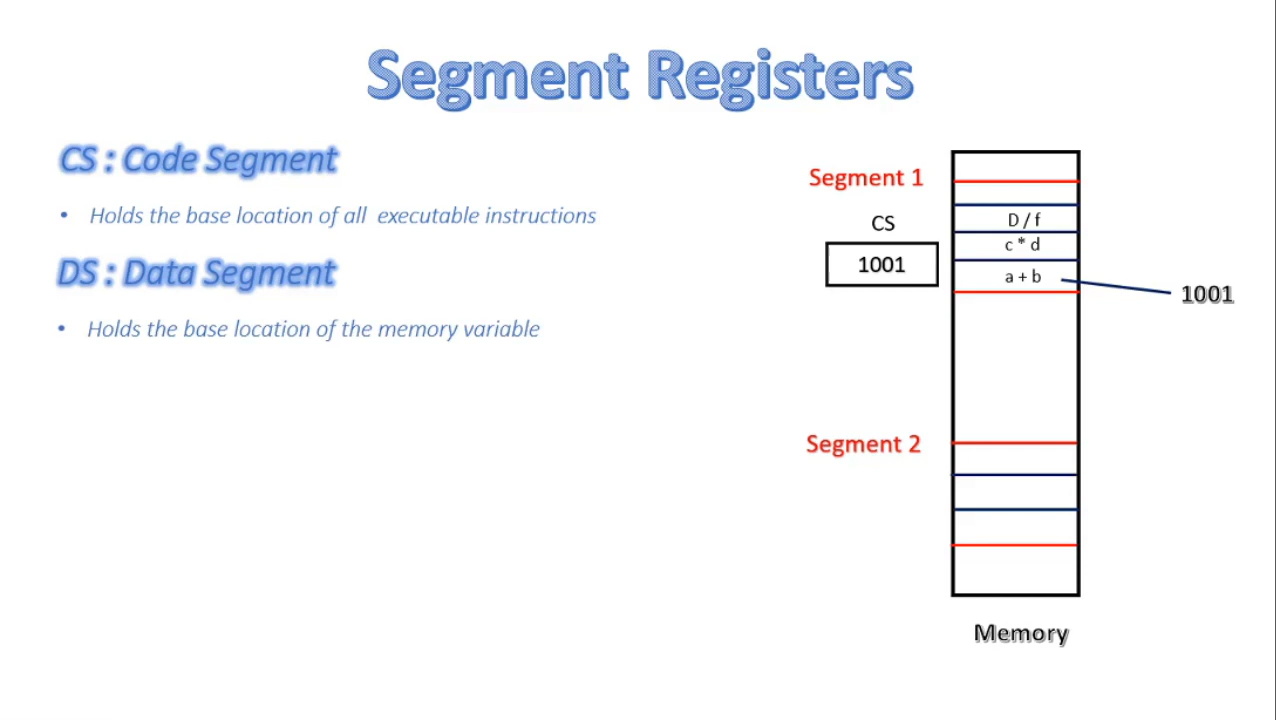 Segment Registers
CS : Code Segment
• Holds the base location of all executable instructions
DS : Data Segment
• Holds the base location of the memory variable
Segment 1
CS
1001
D / f
c * d
a + b
1001
Segment 2
Memory